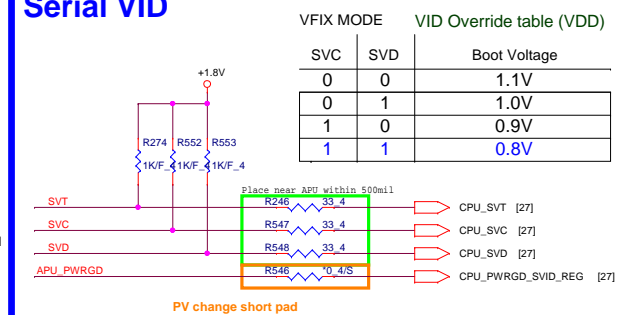 Serial VID
VFIX MODE VID Override table (VDD)
SVC SVD Boot Voltage
0 0 1.1V
0 1 1.0V
1 0 0.9V
1 1 0.8V
+1.8V
R274 R552 R553
1K/F_4 1K/F_4 1K/F_4
Place near APU within 500mil
SVT R246 33_4 CPU_SVT [27]
SVC R547 33_4 CPU_SVC [27]
SVD R548 33_4 CPU_SVD [27]
APU_PWRGD R546 *0_4/S CPU_PWRGD_SVID_REG [27]
PV change short pad